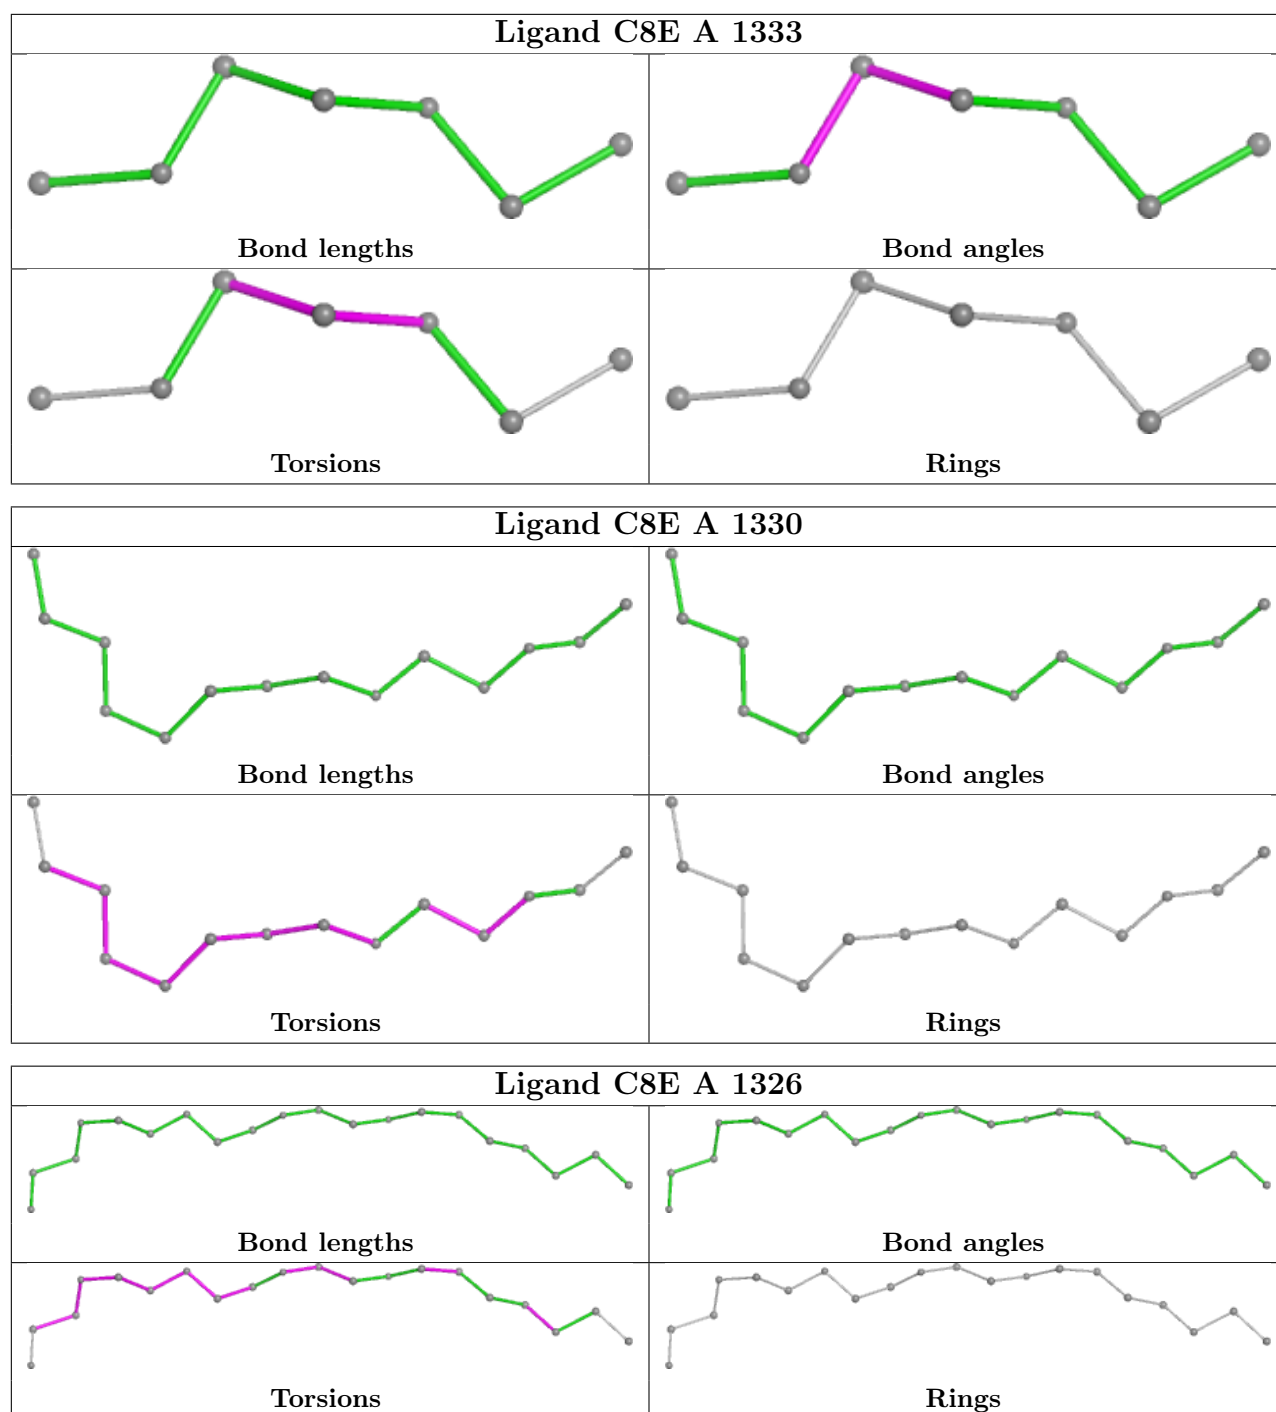 Ligand C8E A 1333
Bond lengths
Bond angles
Torsions
Rings
Ligand C8E A 1330
Bond lengths
Bond angles
Torsions
Rings
Ligand C8E A 1326
Bond lengths
Bond angles
Torsions
Rings